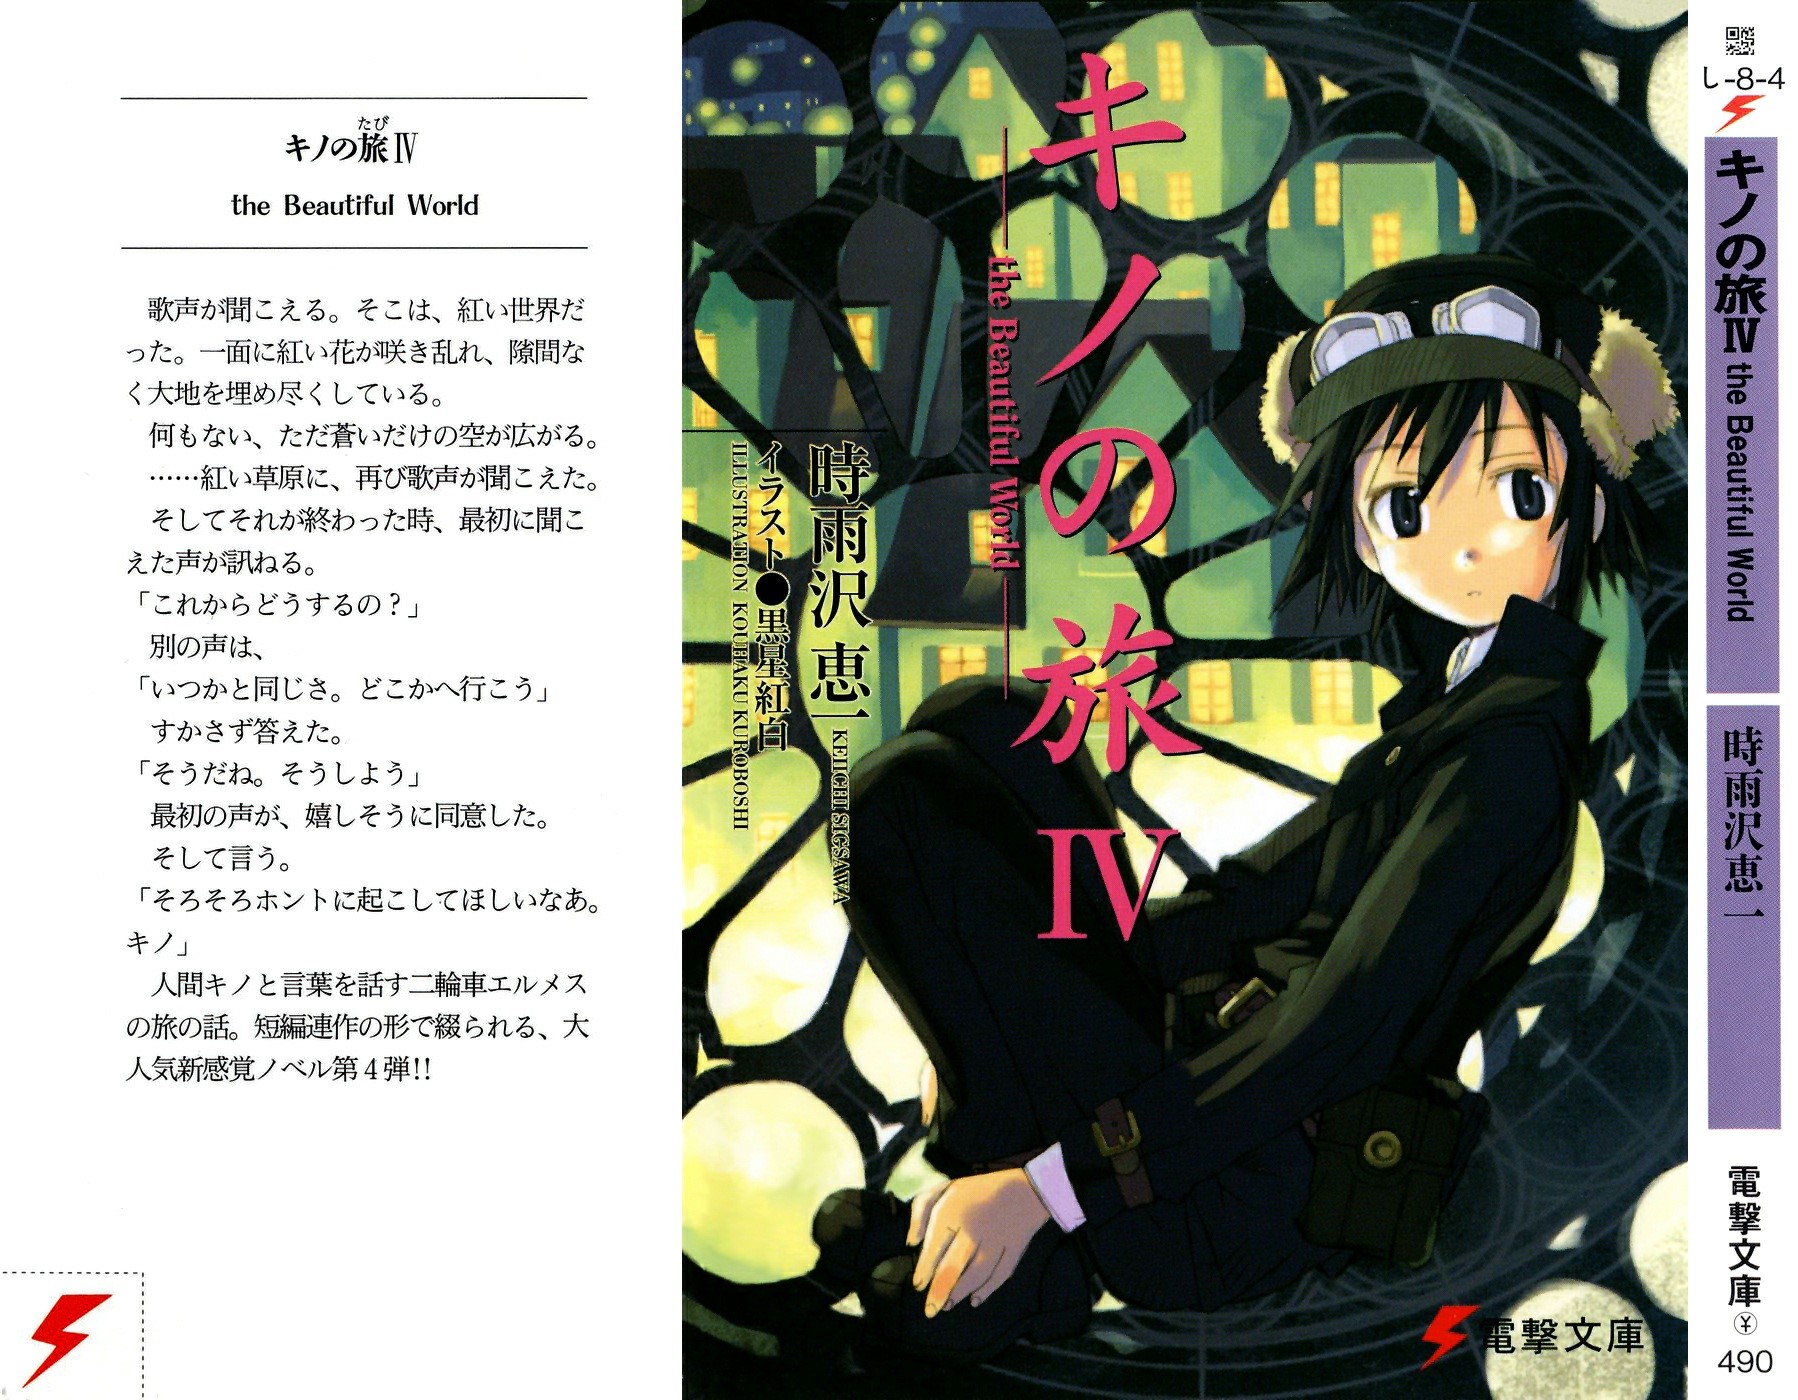 キノの旅Ⅳ
たび
the Beautiful World
歌声が聞こえる。そこは、紅い世界だ
った。一面に紅い花が咲き乱れ、隙間な
く大地を埋め尽くしている。
何もない、ただ蒼いだけの空が広がる。
……紅い草原に、再び歌声が聞こえた。
そしてそれが終わった時、最初に聞こ
えた声が訊ねる。
「これからどうするの？」
別の声は、
「いつかと同じさ。どこかへ行こう」
すかさず答えた。
「そうだね。そうしよう」
最初の声が、嬉しそうに同意した。
そして言う。
「そろそろホントに起こしてほしいなあ。
キノ」
人間キノと言葉を話す二輪車エルメス
の旅の話。短編連作の形で綴られる、大
人気新感覚ノベル第4弾!!
キノの旅Ⅳ
the Beautiful World
時雨沢恵一
KEIICHI SIGSAWA
イラスト●黒星紅白
ILLUSTRATION KOUHAKU KUROBOSHI
電撃文庫
し-8-4
キノの旅Ⅳ the Beautiful World
時雨沢恵一
電撃文庫
¥
490